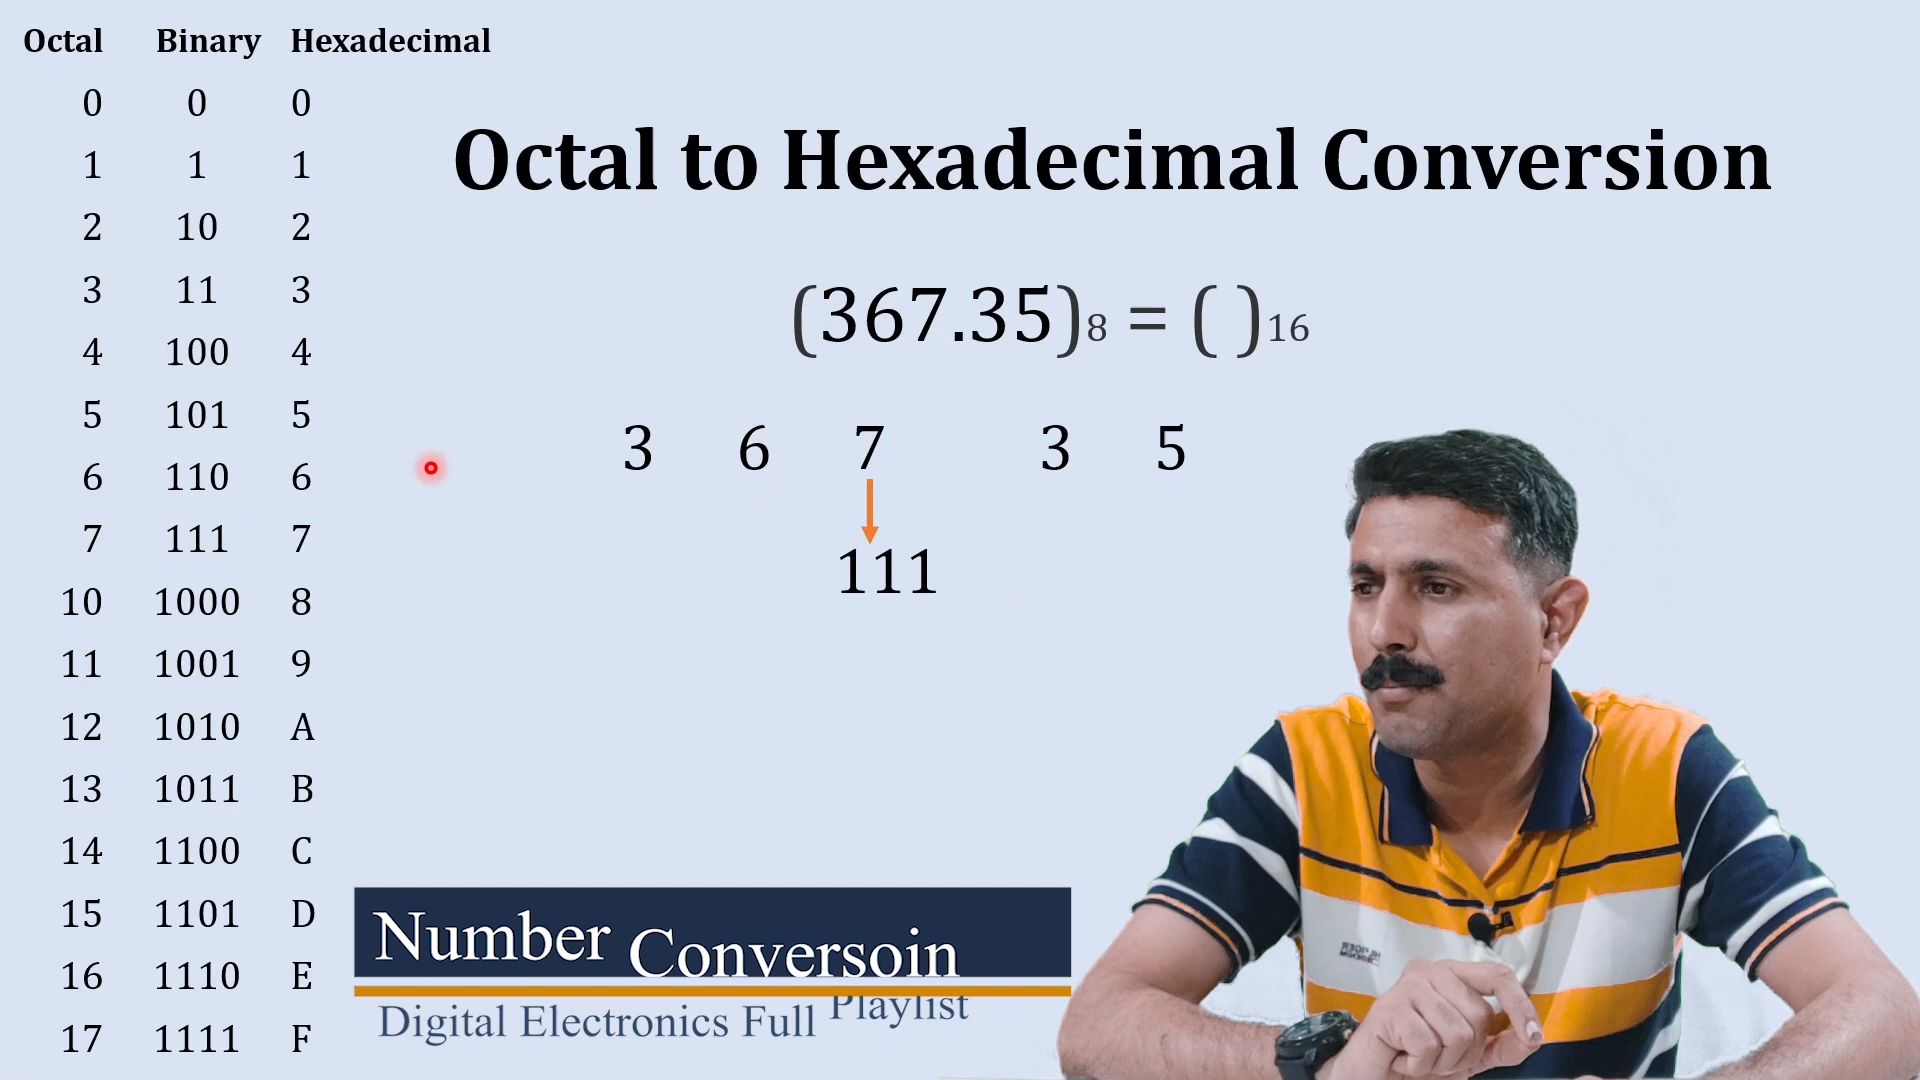 Octal Binary Hexadecimal
0 0 0
1 1 1
2 10 2
3 11 3
4 100 4
5 101 5
6 110 6
7 111 7
10 1000 8
11 1001 9
12 1010 A
13 1011 B
14 1100 C
15 1101 D
16 1110 E
17 1111 F
Octal to Hexadecimal Conversion
(367.35)8 = ( )16
3 6 7 3 5
111
Number Conversoin
Digital Electronics Full Playlist